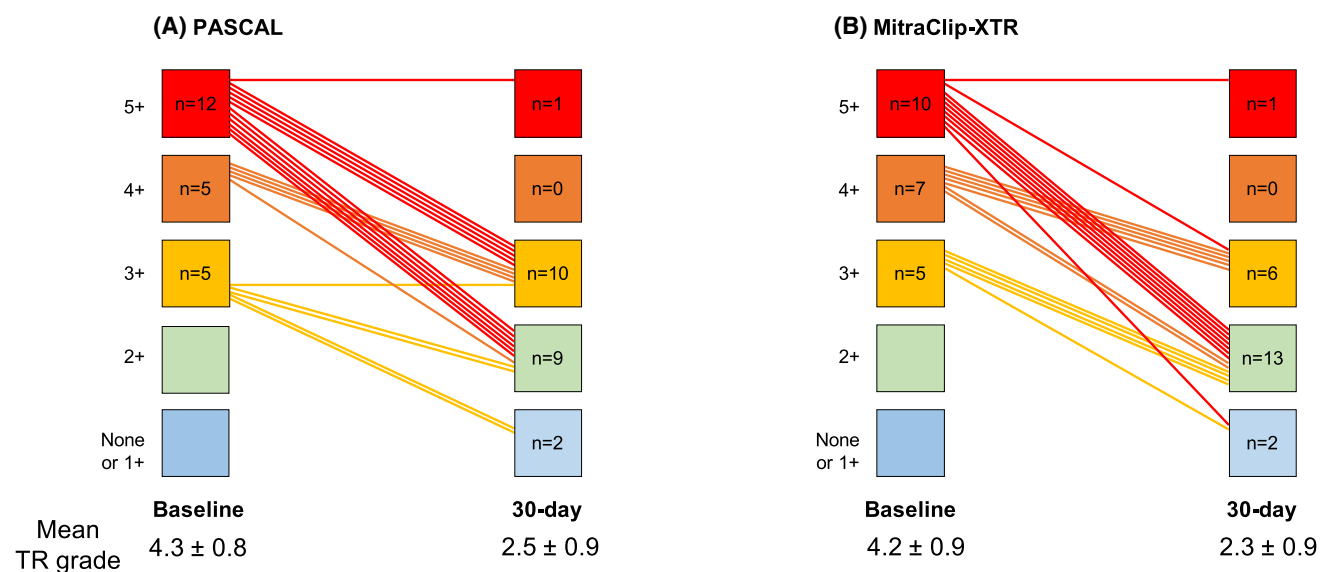 (A) PASCAL
(B) MitraClip-XTR
5+ n=12 n=1
5+ n=10 n=1
4+ n=5 n=0
4+ n=7 n=0
3+ n=5 n=10
3+ n=5 n=6
2+ n=9
2+ n=13
None
or 1+
n=2
None
or 1+
n=2
Baseline 30-day
Baseline 30-day
Mean
TR grade
4.3 ± 0.8 2.5 ± 0.9
4.2 ± 0.9 2.3 ± 0.9